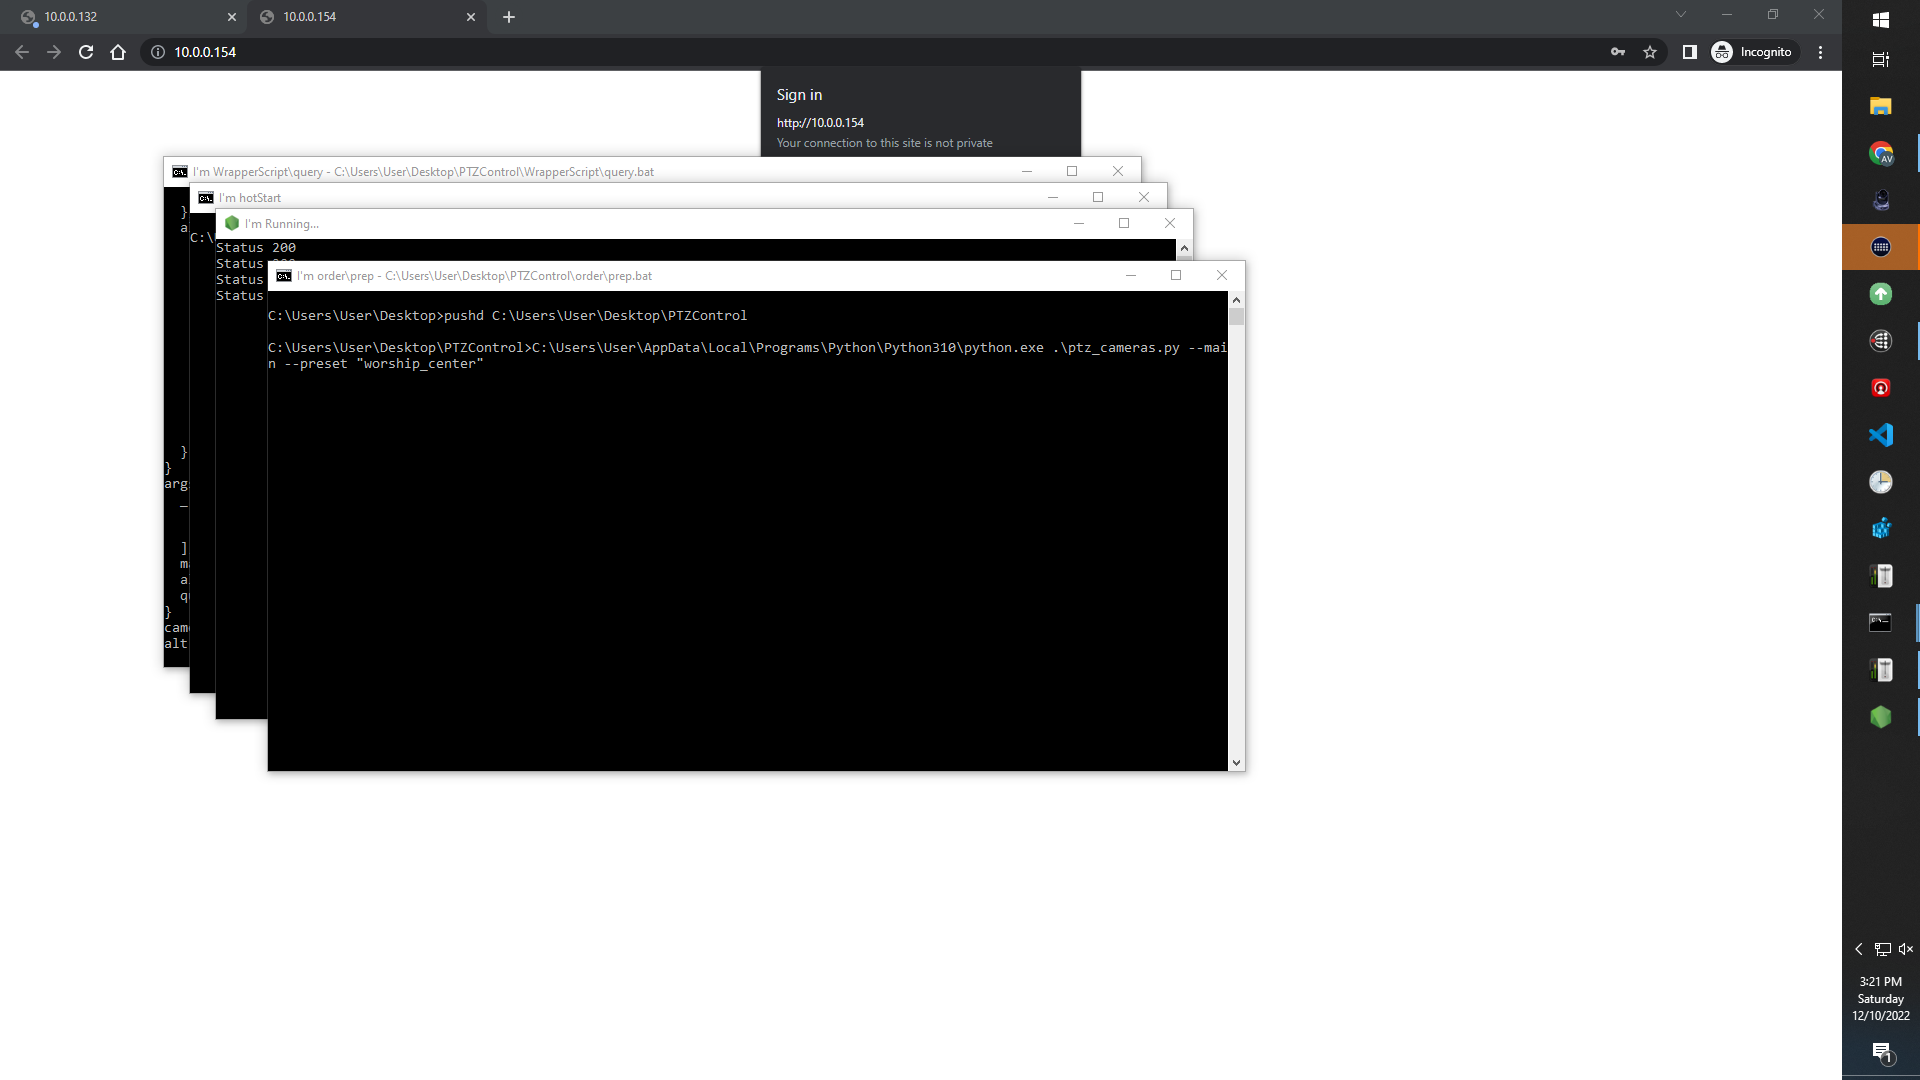 10.0.0.132
10.0.0.154
10.0.0.154
Incognito
Sign in
http://10.0.0.154
Your connection to this site is not private
I'm WrapperScript\query - C:\Users\User\Desktop\PTZControl\WrapperScript\query.bat
I'm hotStart
I'm Running...
}
a
C:\
Status 200
Status
Status
Status
I'm order\prep - C:\Users\User\Desktop\PTZControl\order\prep.bat
C:\Users\User\Desktop>pushd C:\Users\User\Desktop\PTZControl
C:\Users\User\Desktop\PTZControl>C:\Users\User\AppData\Local\Programs\Python\Python310\python.exe .\ptz_cameras.py --mai
n --preset "worship_center"
}
}
arg
_
]
m
a
q
}
cam
alt
3:21 PM
Saturday
12/10/2022
1